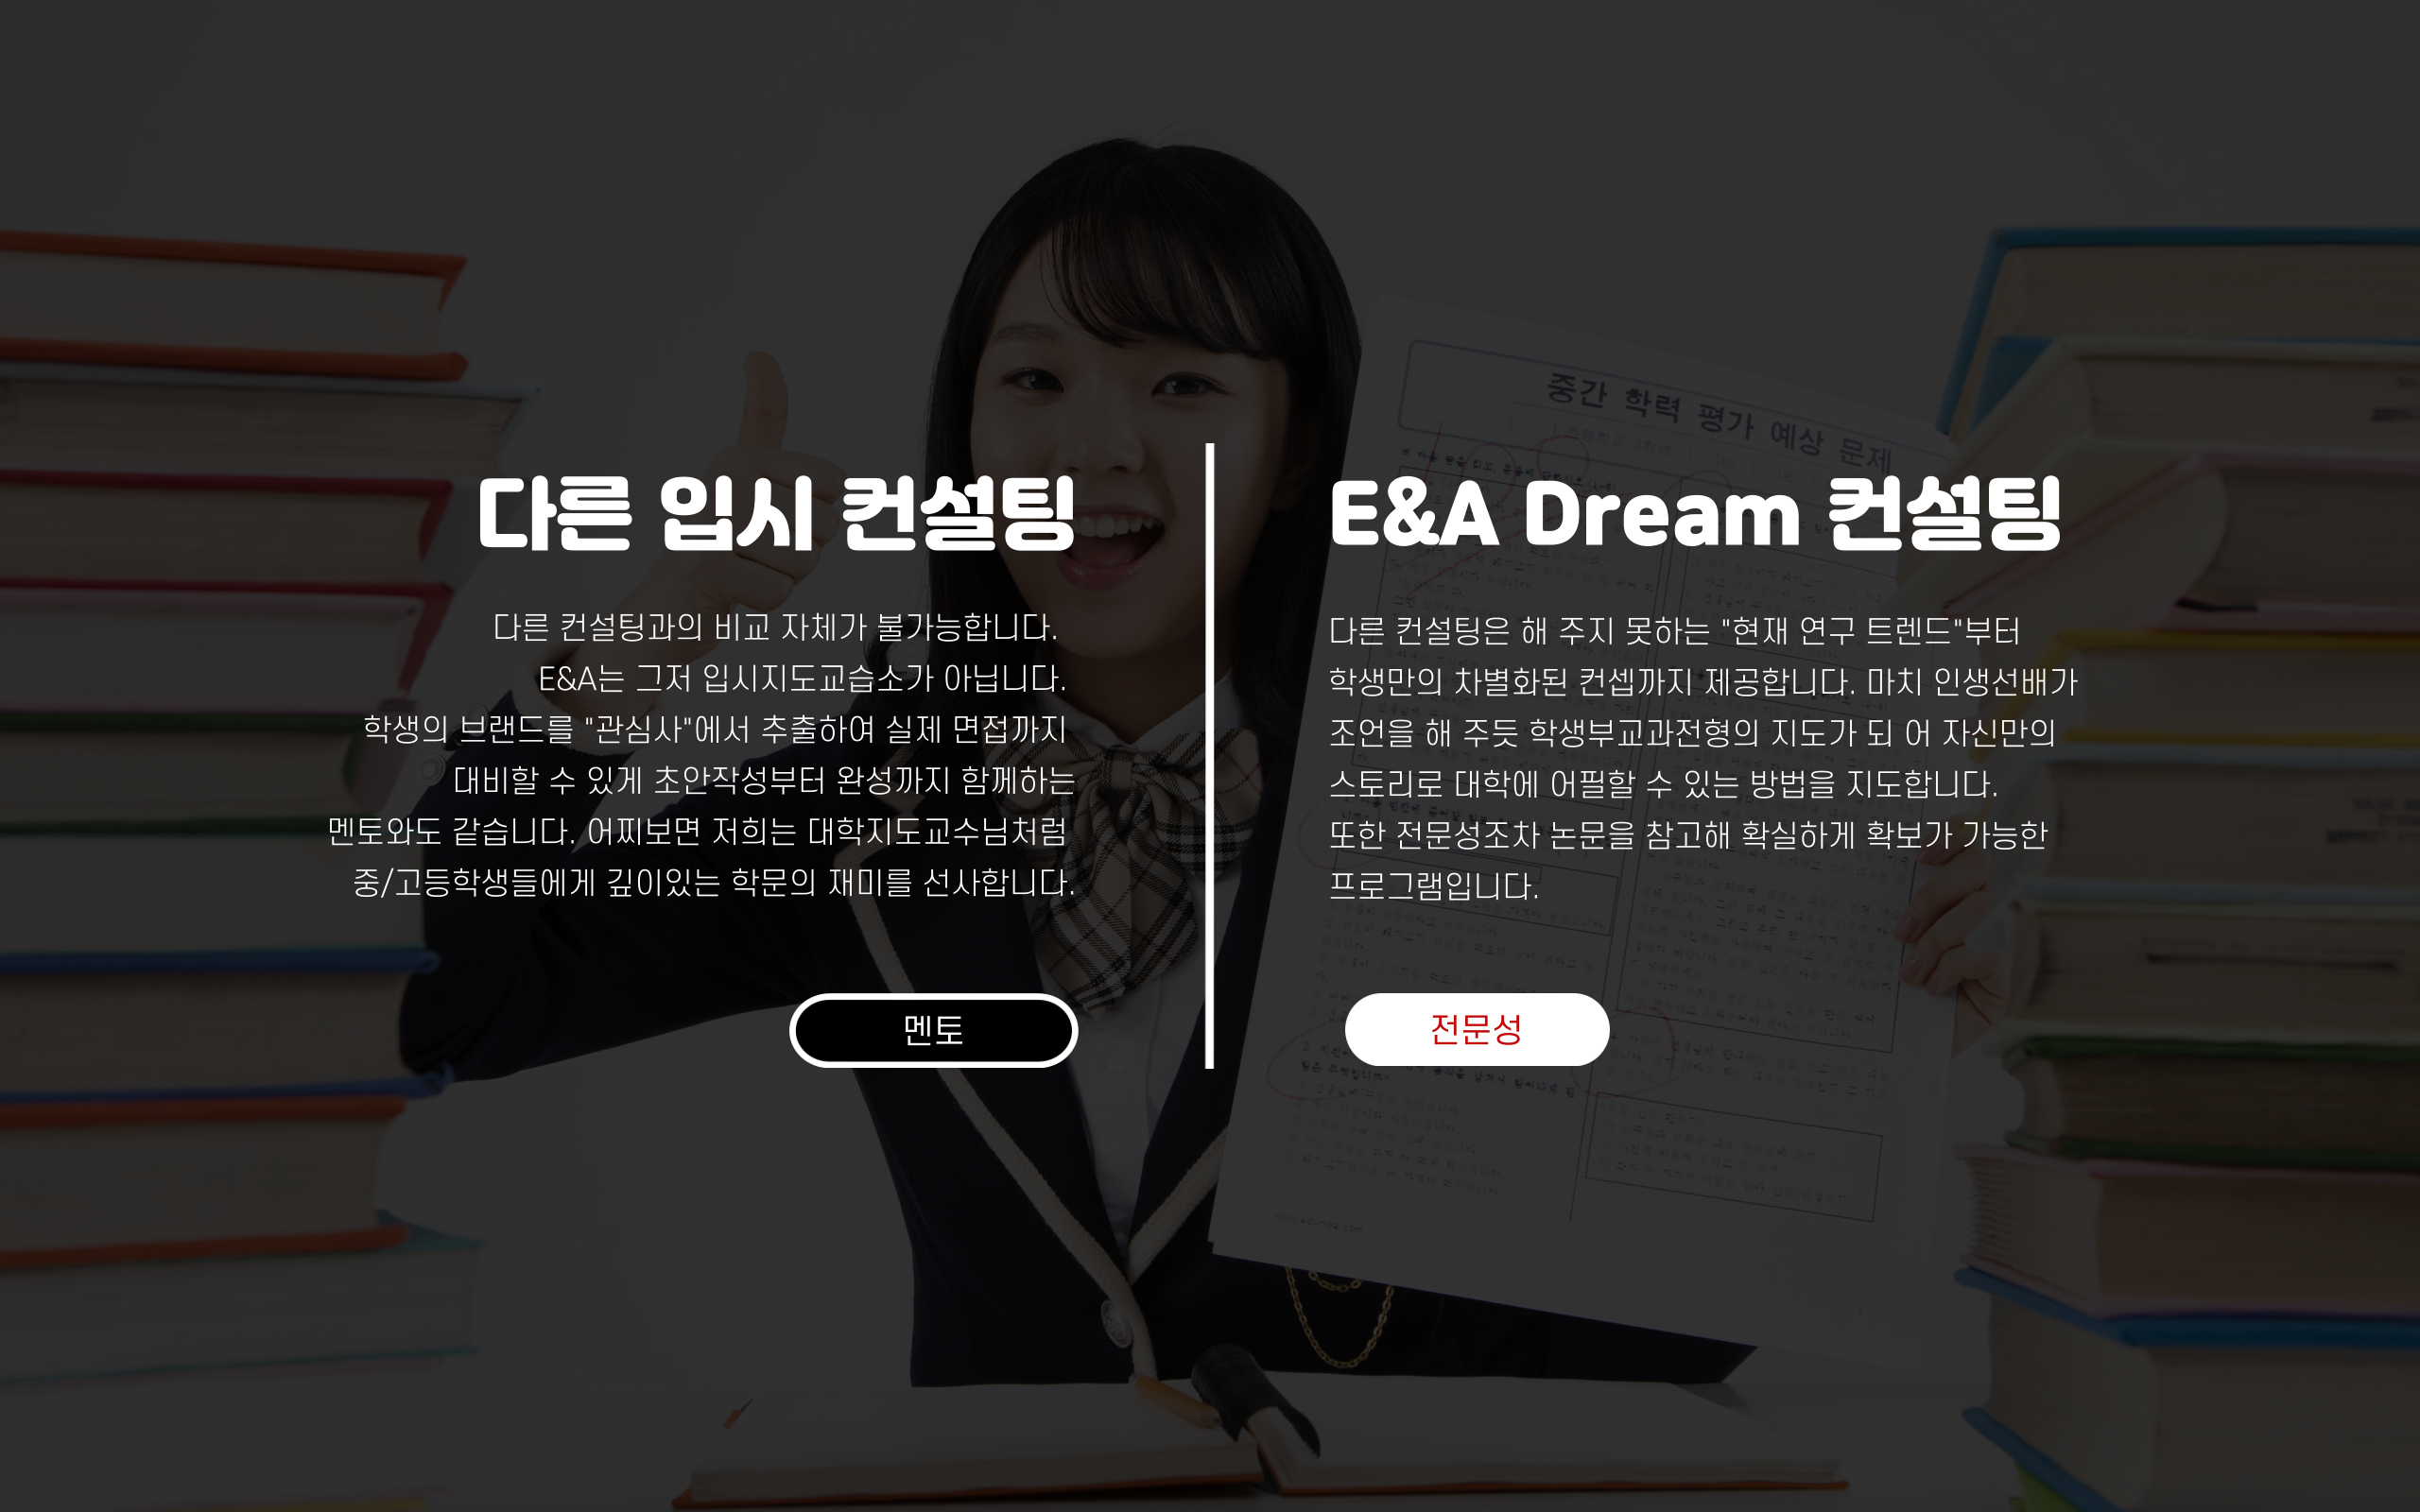 다른 입시 컨설팅
다른 컨설팅과의 비교 자체가 불가능합니다.
E&A는 그저 입시지도교습소가 아닙니다.
학생의 브랜드를 "관심사"에서 추출하여 실제 면접까지
대비할 수 있게 초안작성부터 완성까지 함께하는
멘토와도 같습니다. 어찌보면 저희는 대학지도교수님처럼
중/고등학생들에게 깊이있는 학문의 재미를 선사합니다.
멘토
E&A Dream 컨설팅
다른 컨설팅은 해 주지 못하는 "현재 연구 트렌드"부터
학생만의 차별화된 컨셉까지 제공합니다. 마치 인생선배가
조언을 해 주듯 학생부교과전형의 지도가 되 어 자신만의
스토리로 대학에 어필할 수 있는 방법을 지도합니다.
또한 전문성조차 논문을 참고해 확실하게 확보가 가능한
프로그램입니다.
전문성
중간 학력 평가 예상 문제